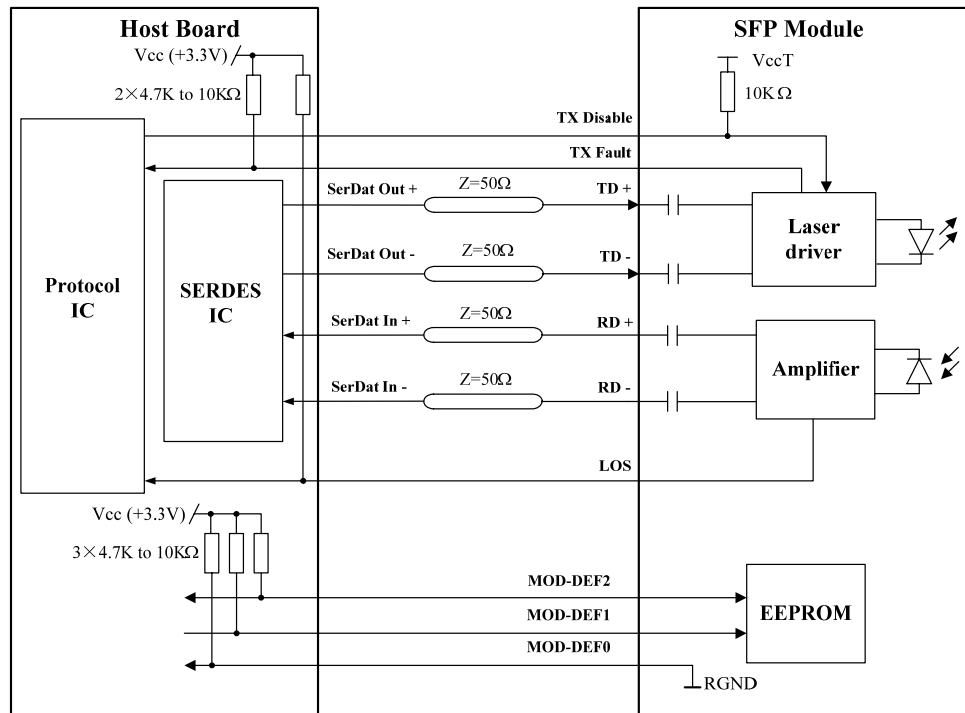 Host Board
SFP Module
Vcc (+3.3V)
VccT
2×4.7K to 10KΩ
10KΩ
TX Disable
TX Fault
SerDat Out +
Z=50Ω
TD +
SerDat Out -
Z=50Ω
TD -
Laser
driver
Protocol
IC
SERDES
IC
SerDat In +
Z=50Ω
RD +
SerDat In -
Z=50Ω
RD -
Amplifier
LOS
Vcc (+3.3V)
3×4.7K to 10KΩ
MOD-DEF2
MOD-DEF1
MOD-DEF0
EEPROM
RGND